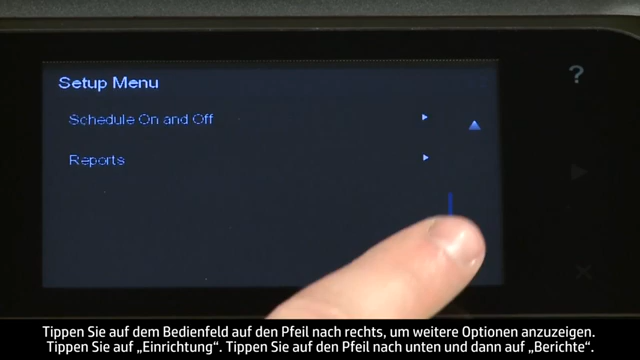 Setup Menu
Schedule On and Off
Reports
?
Tippen Sie auf dem Bedienfeld auf den Pfeil nach rechts, um weitere Optionen anzuzeigen.
Tippen Sie auf „Einrichtung“. Tippen Sie auf den Pfeil nach unten und dann auf „Berichte“.